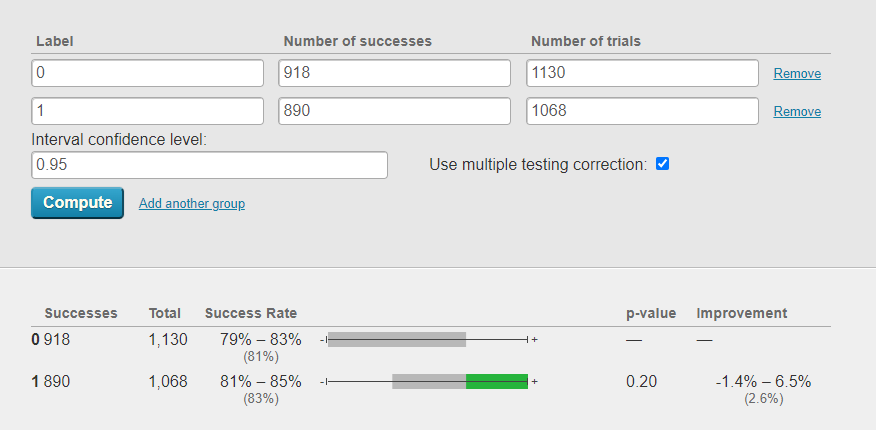 Label Number of successes Number of trials
0 918 1130 Remove
1 890 1068 Remove
Interval confidence level:
0.95 Use multiple testing correction:
Compute Add another group
Successes Total Success Rate p-value Improvement
0 918 1,130 79% – 83% - + — —
(81%)
1 890 1,068 81% – 85% - + 0.20 -1.4% – 6.5%
(83%) (2.6%)